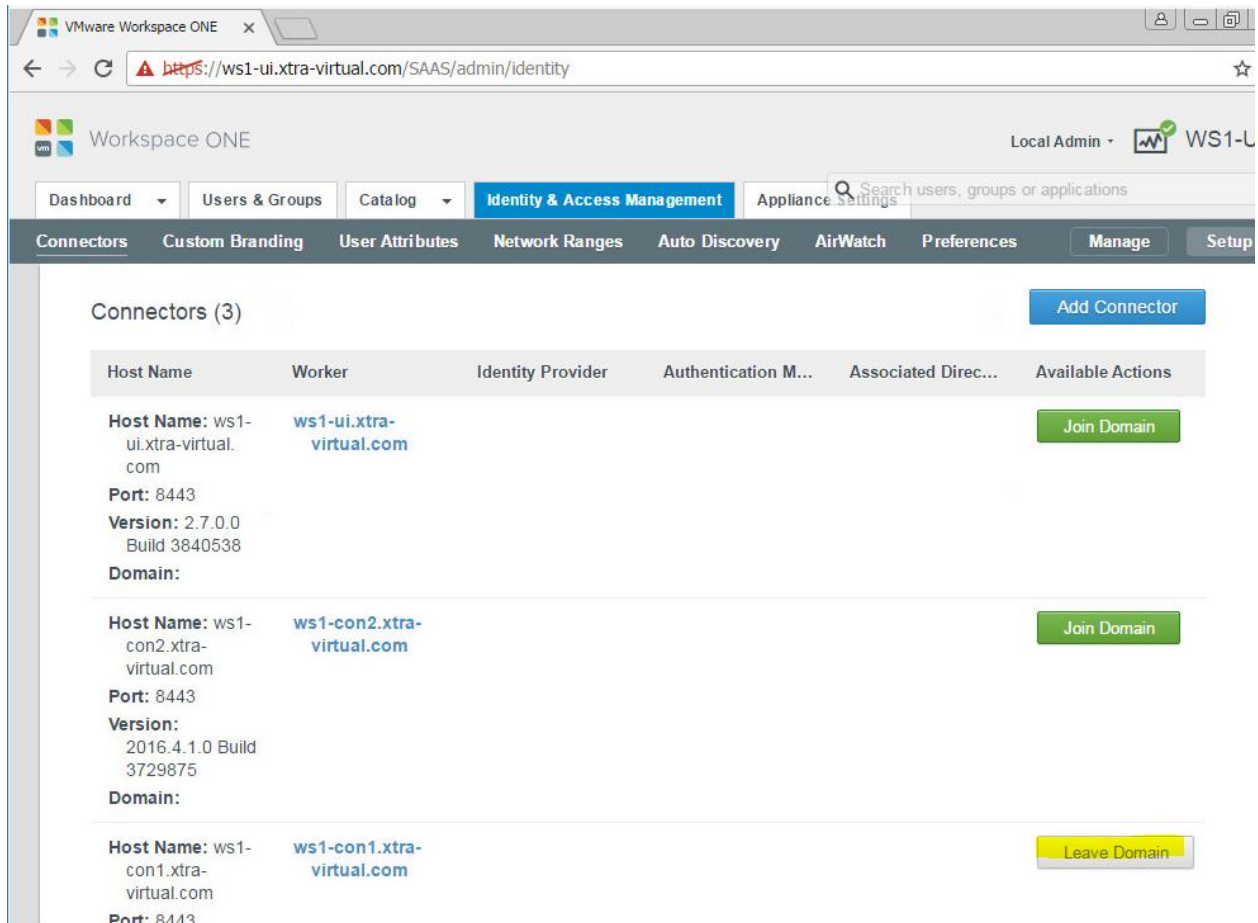 VMware Workspace ONE
https://ws1-ui.xtra-virtual.com/SAAS/admin/identity
vm
Workspace ONE
Local Admin
WS1-U
Dashboard
Users & Groups
Catalog
Identity & Access Management
Appliance Settings
Search users, groups or applications
Connectors
Custom Branding
User Attributes
Network Ranges
Auto Discovery
AirWatch
Preferences
Manage
Setup
Connectors (3)
Add Connector
Host Name
Worker
Identity Provider
Authentication M...
Associated Direc...
Available Actions
Host Name: ws1-
ui.xtra-virtual.
com
Port: 8443
Version: 2.7.0.0
Build 3840538
Domain:
ws1-ui.xtra-
virtual.com
Join Domain
Host Name: ws1-
con2.xtra-
virtual.com
Port: 8443
Version:
2016.4.1.0 Build
3729875
Domain:
ws1-con2.xtra-
virtual.com
Join Domain
Host Name: ws1-
con1.xtra-
virtual.com
Port: 8443
ws1-con1.xtra-
virtual.com
Leave Domain